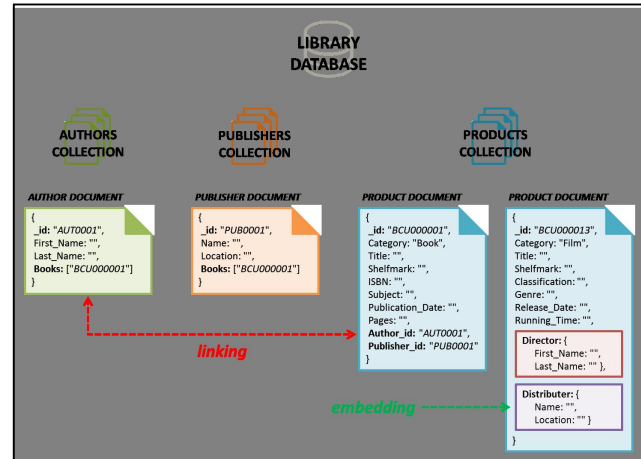 LIBRARY
DATABASE
AUTHORS
COLLECTION
PUBLISHERS
COLLECTION
PRODUCTS
COLLECTION
AUTHOR DOCUMENT
{
_id: "AUT0001",
First_Name: "",
Last_Name: "",
Books: ["BCU000001"]
}
PUBLISHER DOCUMENT
{
_id: "PUB0001",
Name: "",
Location: "",
Books: ["BCU000001"]
}
PRODUCT DOCUMENT
{
_id: "BCU000001",
Category: "Book",
Title: "",
Shelfmark: "",
ISBN: "",
Subject: "",
Publication_Date: "",
Pages: "",
Author_id: "AUT0001",
Publisher_id: "PUB0001"
}
PRODUCT DOCUMENT
{
_id: "BCU000013",
Category: "Film",
Title: "",
Shelfmark: "",
Classification: "",
Genre: "",
Release_Date: "",
Running_Time: "",
Director: {
First_Name: "",
Last_Name: "" },
Distributer: {
Name: "",
Location: "" }
}
linking
embedding